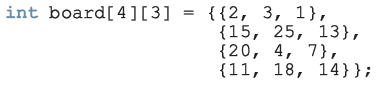 int board[4][3] = {{2, 3, 1},
{15, 25, 13},
{20, 4, 7},
{11, 18, 14}};